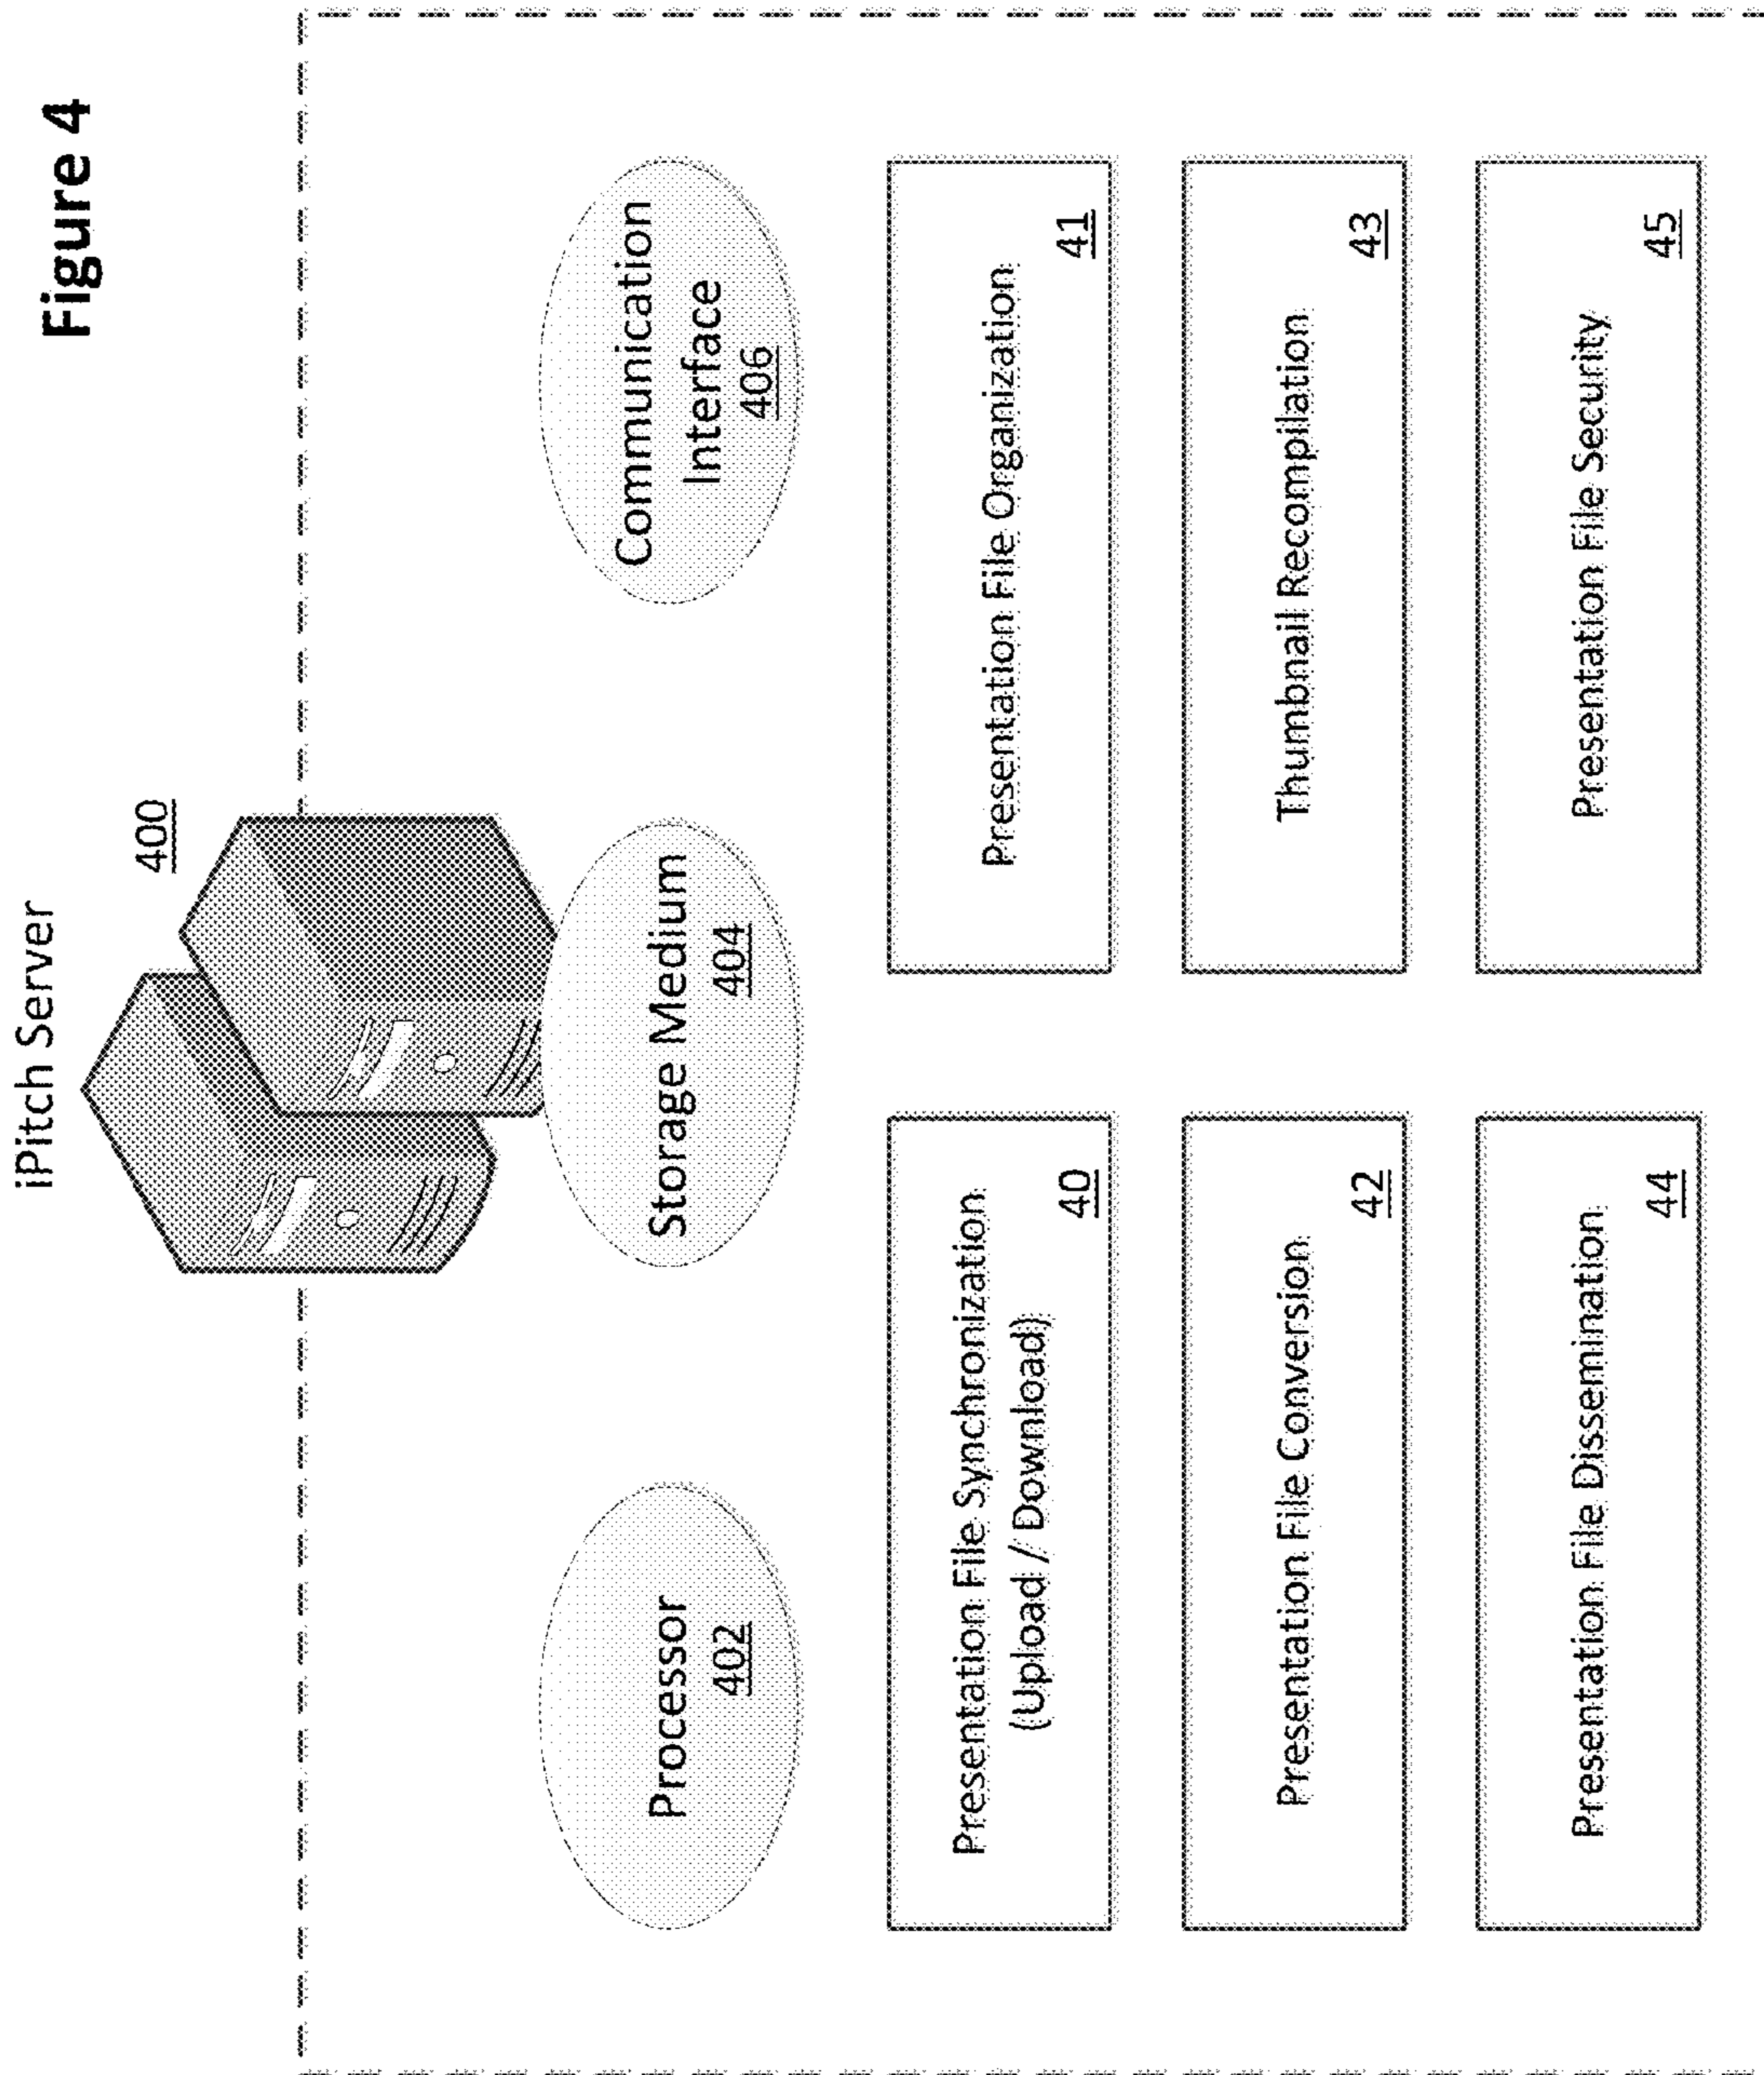 Figure 4
iPitch Server
400
Processor
402
Storage Medium
404
Communication
Interface
406
Presentation File Synchronization
(Upload / Download)
40
Presentation File Organization
41
Presentation File Conversion
42
Thumbnail Recompilation
43
Presentation File Dissemination
44
Presentation File Security
45